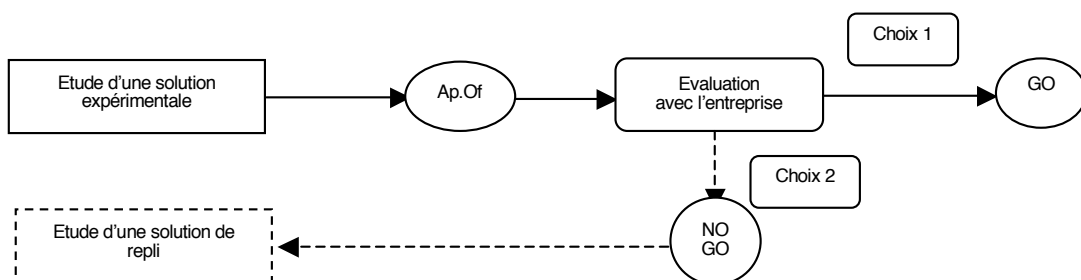 Choix 1
Etude d’une solution
expérimentale
Ap.Of
Evaluation
avec l’entreprise
GO
Choix 2
Etude d’une solution de
repli
NO
GO